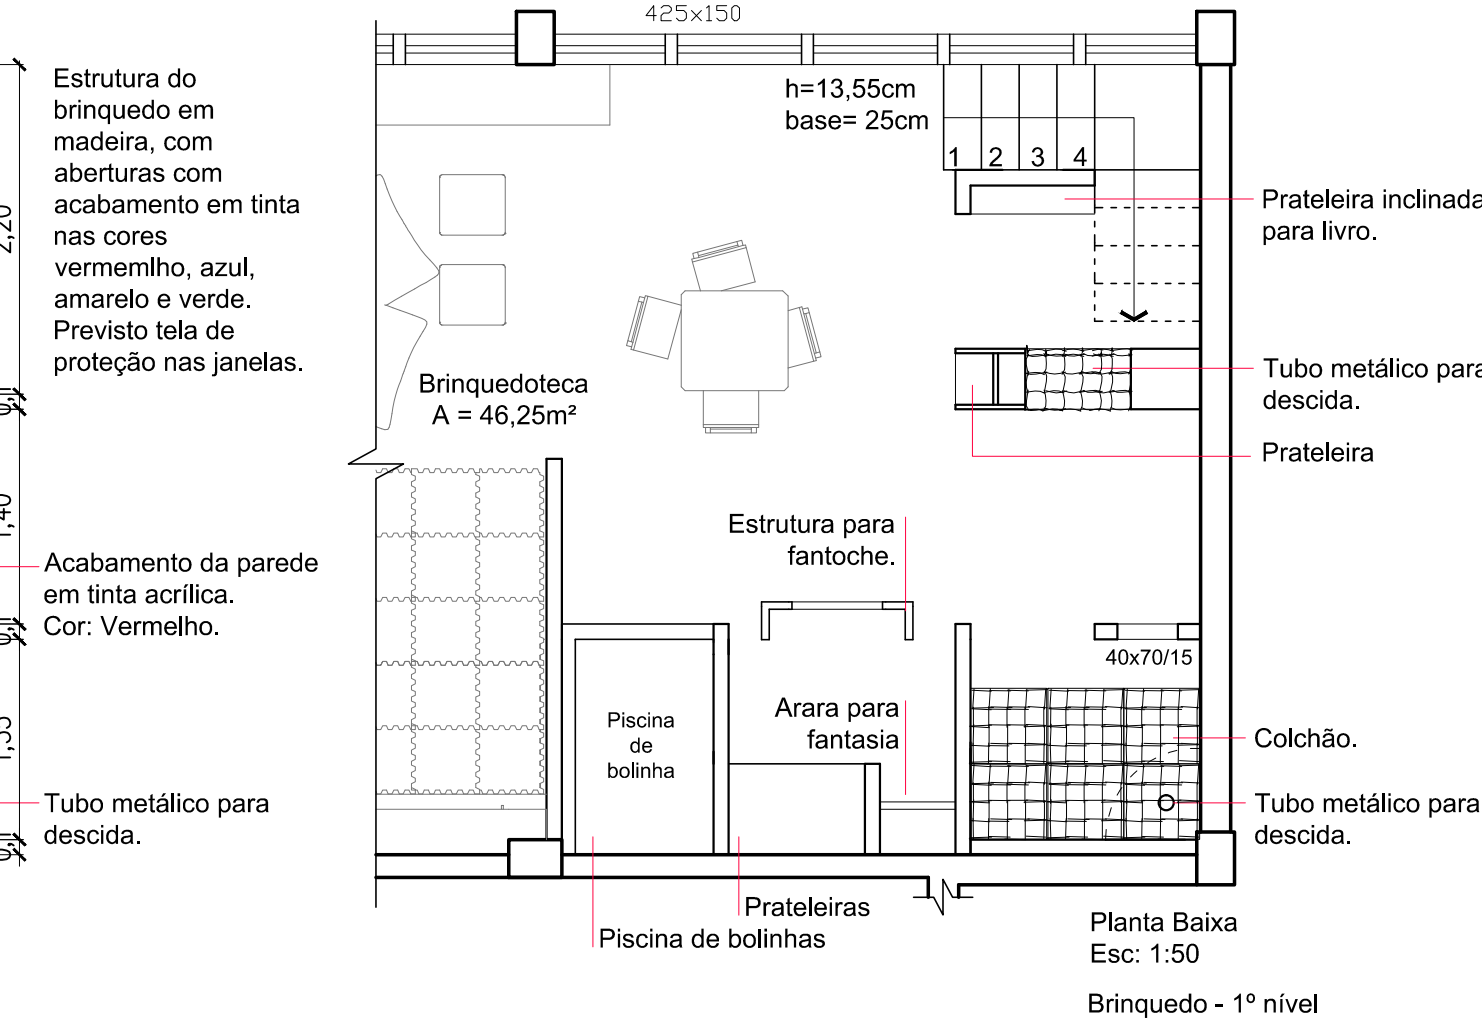 425x150
Estrutura do
brinquedo em
madeira, com
aberturas com
acabamento em tinta
nas cores
vermemlho, azul,
amarelo e verde.
Previsto tela de
proteção nas janelas.
h=13,55cm
base= 25cm
1 2 3 4
Prateleira inclinada
para livro.
2,20
Tubo metálico para
descida.
Brinquedoteca
A = 46,25m²
Prateleira
1,40
Estrutura para
fantoche.
Acabamento da parede
em tinta acrílica.
Cor: Vermelho.
40x70/15
Piscina
de
bolinha
Arara para
fantasia
Colchão.
Tubo metálico para
descida.
Tubo metálico para
descida.
Prateleiras
Piscina de bolinhas
Planta Baixa
Esc: 1:50
Brinquedo - 1º nível